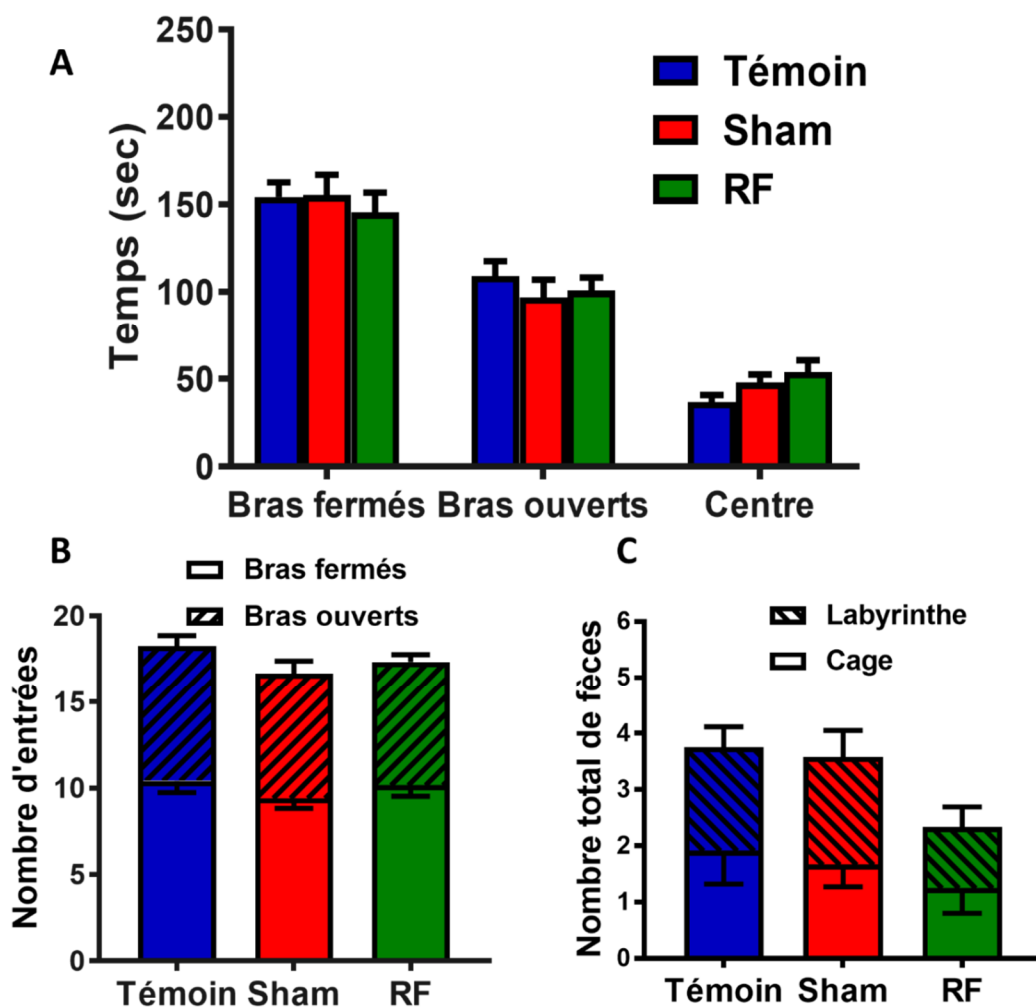 A
Temps (sec)
250
200
150
100
50
0
Témoin
Sham
RF
Bras fermés Bras ouverts Centre
B
Bras fermés
Bras ouverts
Nombre d'entrées
20
15
10
5
0
Témoin Sham RF
C
Labyrinthe
Cage
Nombre total de fèces
6
5
4
3
2
1
0
Témoin Sham RF